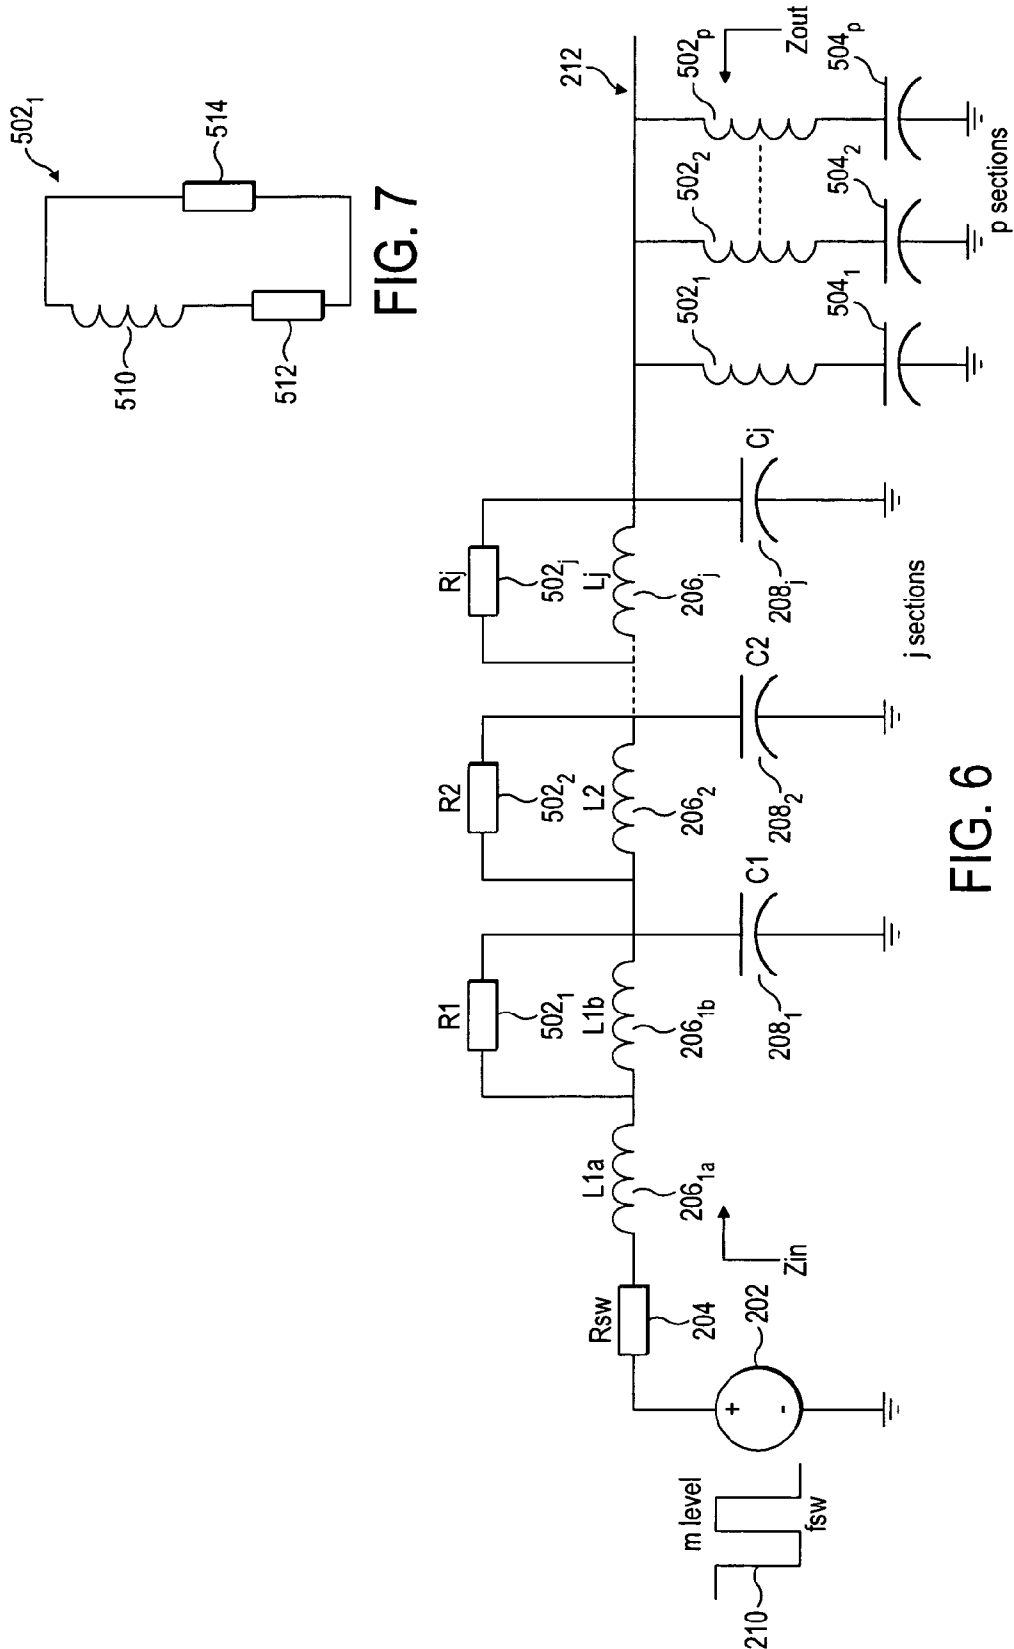 502₁
514
510
512
FIG. 7
212
502ₚ
502₂
502₁
Zout
504ₚ
504₂
504₁
p sections
R1
R2
Rj
502₁
502₂
502ⱼ
L1a
L1b
L2
Lj
206₁ₐ
206₁b
206₂
206ⱼ
C1
C2
Cj
208₁
208₂
208ⱼ
j sections
Rsw
204
Zin
202
+
-
m level
fsw
210
FIG. 6